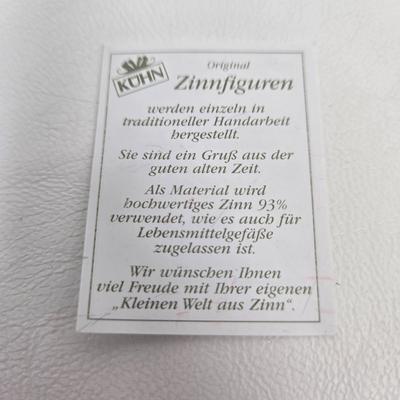 KÜHN
Original
Zinnfiguren
werden einzeln in
traditioneller Handarbeit
hergestellt.
Sie sind ein Gruß aus der
guten alten Zeit.
Als Material wird
hochwertiges Zinn 93%
verwendet, wie es auch für
Lebensmittelgefäße
zugelassen ist.
Wir wünschen Ihnen
viel Freude mit Ihrer eigenen
„Kleinen Welt aus Zinn“.